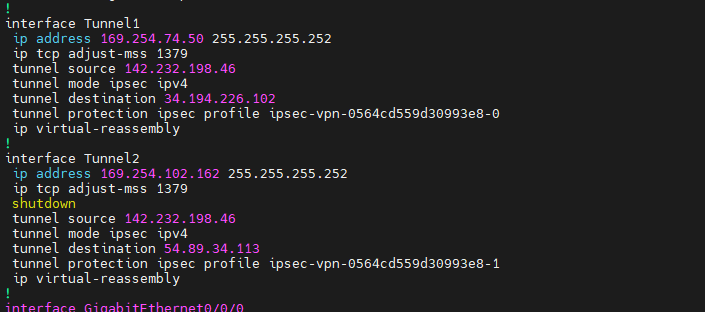 !
interface Tunnel1
ip address 169.254.74.50 255.255.255.252
ip tcp adjust-mss 1379
tunnel source 142.232.198.46
tunnel mode ipsec ipv4
tunnel destination 34.194.226.102
tunnel protection ipsec profile ipsec-vpn-0564cd559d30993e8-0
ip virtual-reassembly
!
interface Tunnel2
ip address 169.254.102.162 255.255.255.252
ip tcp adjust-mss 1379
shutdown
tunnel source 142.232.198.46
tunnel mode ipsec ipv4
tunnel destination 54.89.34.113
tunnel protection ipsec profile ipsec-vpn-0564cd559d30993e8-1
ip virtual-reassembly
!
interface GigabitEthernet0/0/0